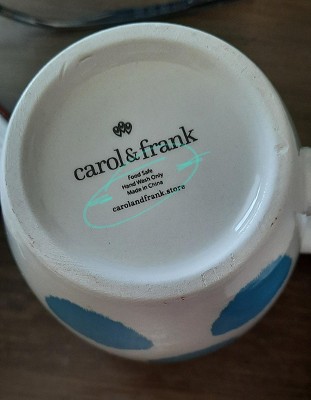 carol&frank
Food Safe
Hand Wash Only
Made in China
carolandfrank.store